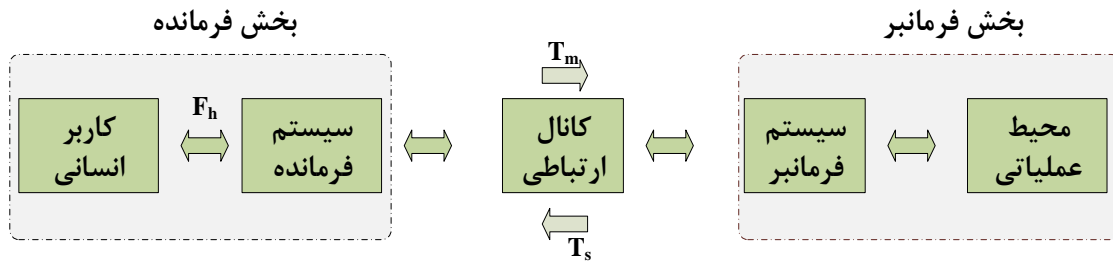 بخش فرمانده
بخش فرمانبر
کاربر
انسانی
F_h
سیستم
فرمانده
T_m
کانال
ارتباطی
T_s
سیستم
فرمانبر
محیط
عملیاتی